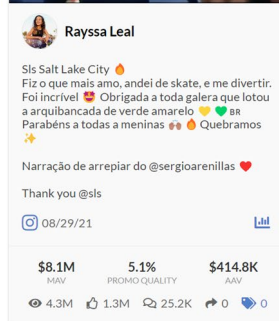 Rayssa Leal
Sls Salt Lake City 🔥
Fiz o que mais amo, andei de skate, e me divertir.
Foi incrível 🤩 Obrigada a toda galera que lotou
a arquibancada de verde amarelo 💛 💚 BR
Parabéns a todas a meninas 🙌🏻 🔥 Quebramos
✨
Narração de arrepiar do @sergioarenillas ♥️
Thank you @sls
08/29/21
$8.1M 5.1% $414.8K
MAV PROMO QUALITY AAV
4.3M 1.3M 25.2K 0 0